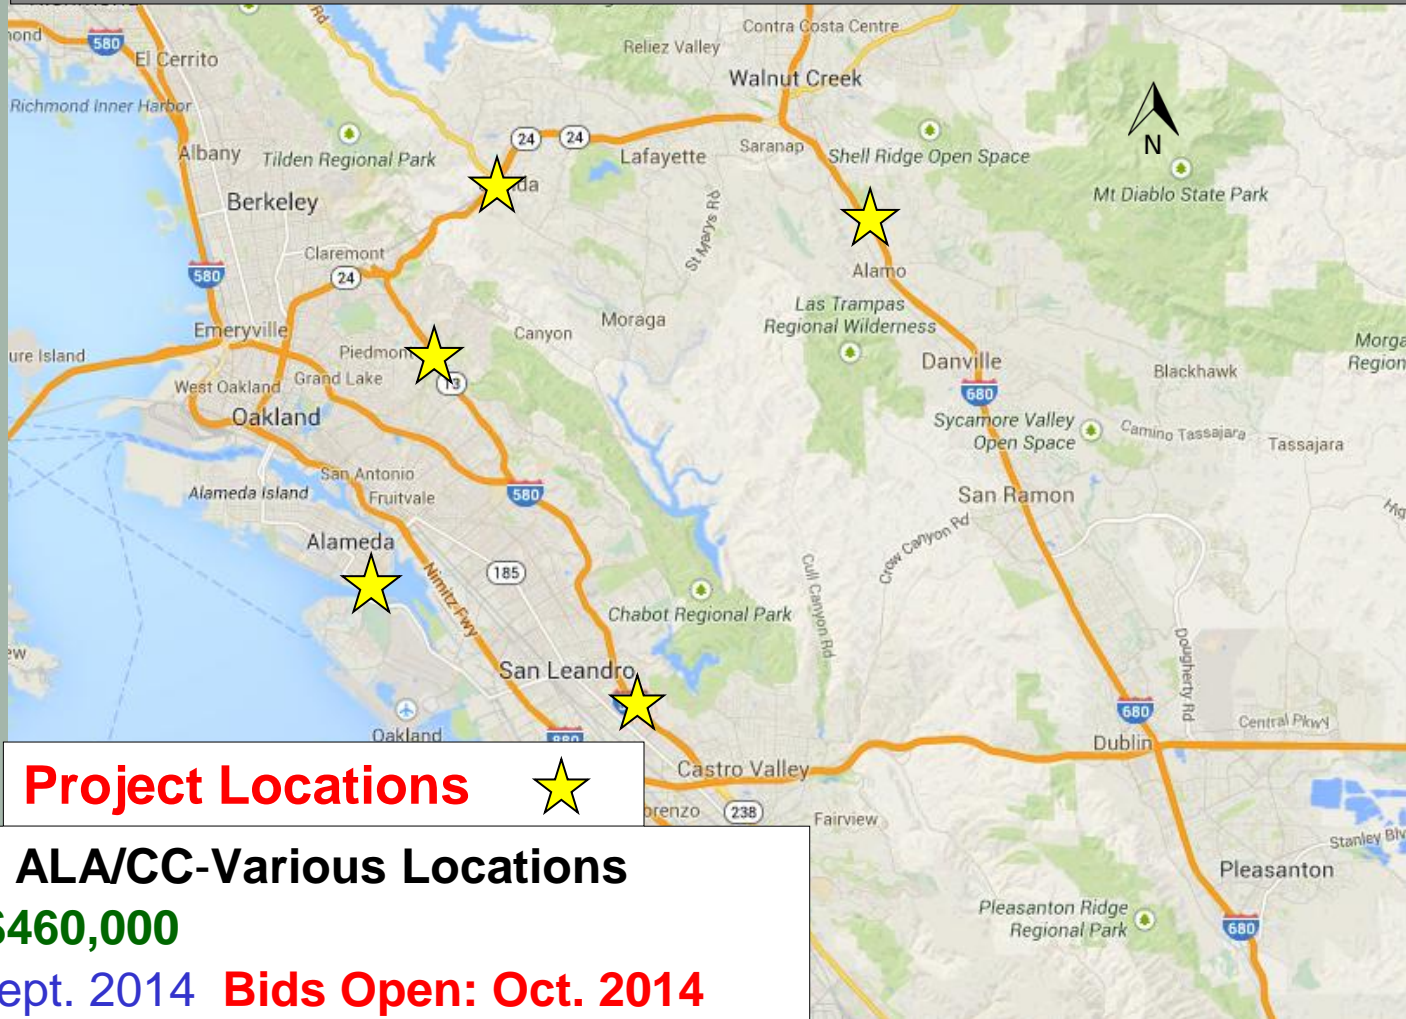 Rd
Contra Costa Centre
580
Reliez Valley
El Cerrito
Walnut Creek
Richmond Inner Harbor
N
24
24
Saranap
Albany
Tilden Regional Park
Lafayette
Shell Ridge Open Space
Mt Diablo State Park
Berkeley
St Marys Rd
Claremont
580
24
Alamo
Las Trampas
Regional Wilderness
Emeryville
Canyon
Moraga
Piedmon
Danville
Blackhawk
West Oakland
Grand Lake
13
680
Oakland
Sycamore Valley
Open Space
Camino Tassajara
Tassajara
San Antonio
Alameda Island
Fruitvale
580
San Ramon
Crow Canyon Rd
Alameda
185
Nimitz Fwy
Cull Canyon Rd
Chabot Regional Park
Dougherty Rd
San Leandro
680
Central Pkwy
Oakland
880
Dublin
Castro Valley
Project Locations
238
Fairview
Stanley Blv
Pleasanton
ALA/CC-Various Locations
Pleasanton Ridge
Regional Park
$460,000
680
ept. 2014 Bids Open: Oct. 2014